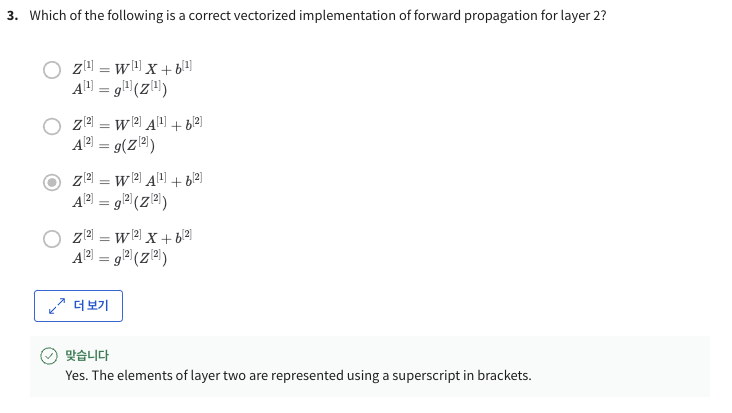 3. Which of the following is a correct vectorized implementation of forward propagation for layer 2?
Z[1] = W[1] X + b[1]
A[1] = g[1](Z[1])
Z[2] = W[2] A[1] + b[2]
A[2] = g(Z[2])
Z[2] = W[2] A[1] + b[2]
A[2] = g[2](Z[2])
Z[2] = W[2] X + b[2]
A[2] = g[2](Z[2])
더 보기
맞습니다
Yes. The elements of layer two are represented using a superscript in brackets.